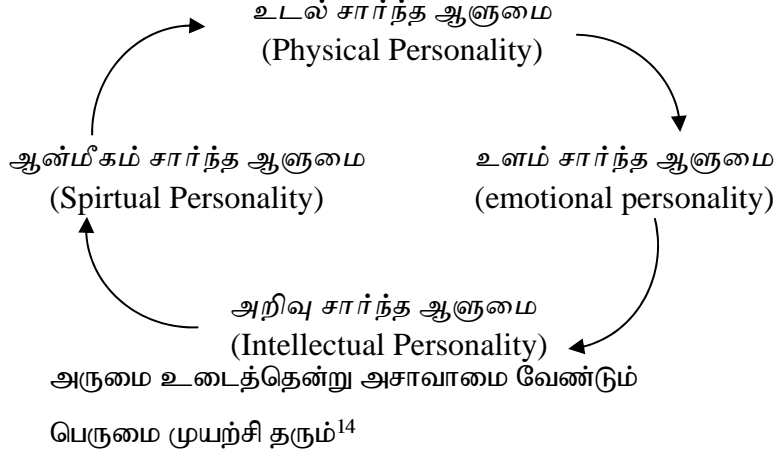 உடல் சார்ந்த ஆளுமை
(Physical Personality)
ஆன்மீகம் சார்ந்த ஆளுமை
(Spirtual Personality)
உளம் சார்ந்த ஆளுமை
(emotional personality)
அறிவு சார்ந்த ஆளுமை
(Intellectual Personality)
அருமை உடைத்தென்று அசாவாமை வேண்டும்
பெருமை முயற்சி தரும்14